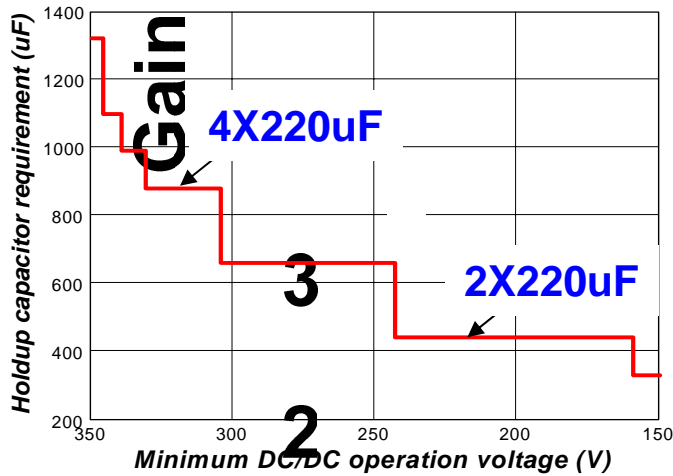 Holdup capacitor requirement (uF)
1400
1200
1000
800
600
400
200
Gain
4X220uF
3
2X220uF
2
350
300
250
200
150
Minimum DC/DC operation voltage (V)